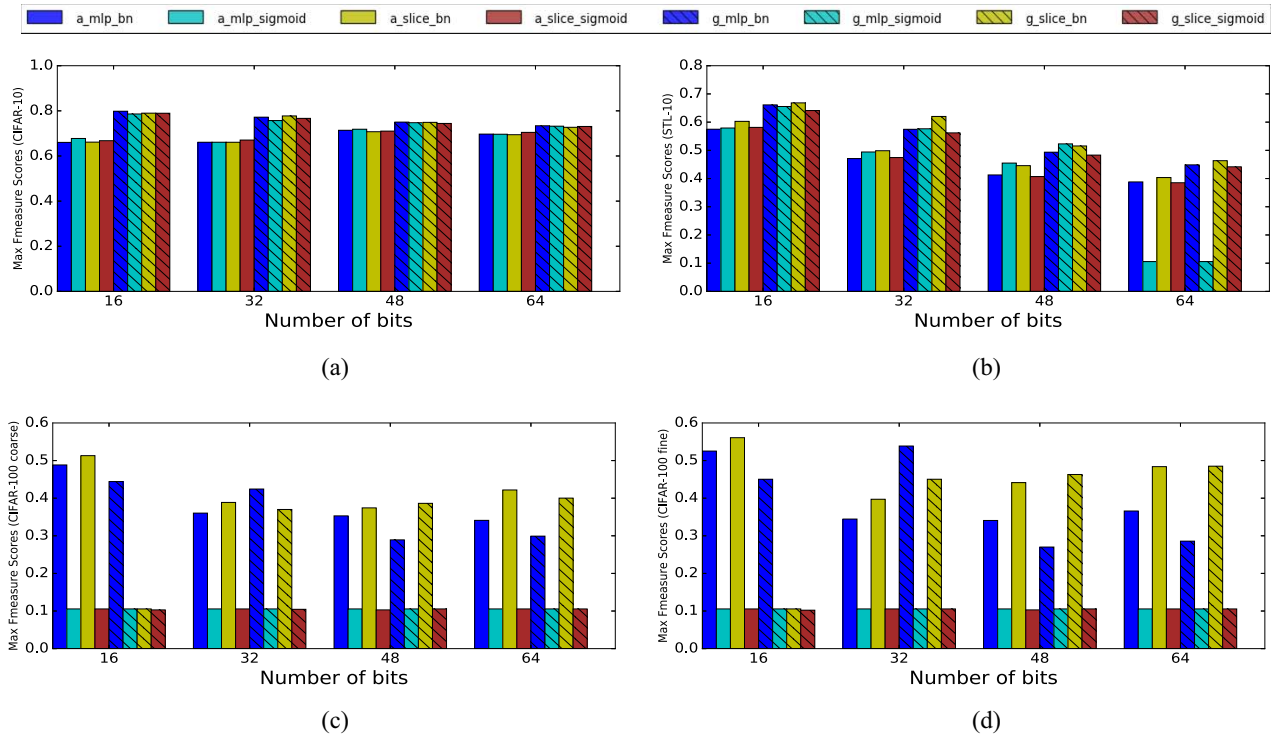 a_mlp_bn a_mlp_sigmoid a_slice_bn a_slice_sigmoid g_mlp_bn g_mlp_sigmoid g_slice_bn g_slice_sigmoid
Max Fmeasure Scores (CIFAR-10)
1.0
0.8
0.6
0.4
0.2
0.0
16 32 48 64
Number of bits
(a)
Max Fmeasure Scores (STL-10)
0.8
0.7
0.6
0.5
0.4
0.3
0.2
0.1
0.0
16 32 48 64
Number of bits
(b)
Max Fmeasure Scores (CIFAR-100 coarse)
0.6
0.5
0.4
0.3
0.2
0.1
0.0
16 32 48 64
Number of bits
(c)
Max Fmeasure Scores (CIFAR-100 fine)
0.6
0.5
0.4
0.3
0.2
0.1
0.0
16 32 48 64
Number of bits
(d)